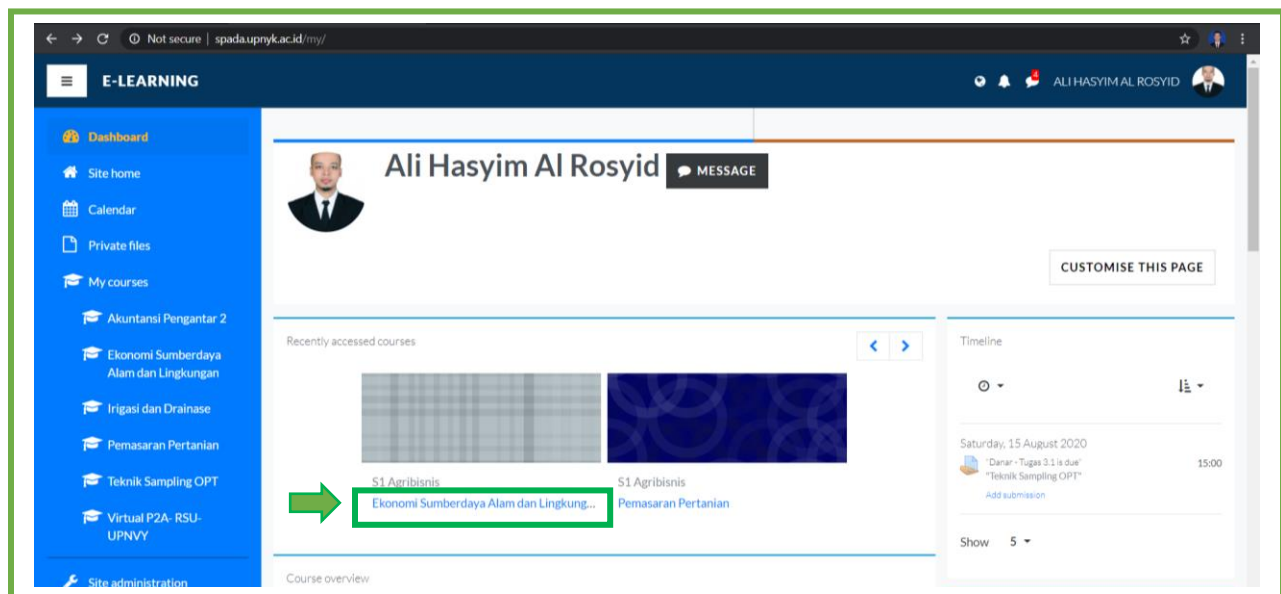 Not secure | spada.upnyk.ac.id/my/
E-LEARNING
4
ALI HASYIM AL ROSYID
Dashboard
Site home
Calendar
Private files
My courses
Akuntansi Pengantar 2
Ekonomi Sumberdaya
Alam dan Lingkungan
Irigasi dan Drainase
Pemasaran Pertanian
Teknik Sampling OPT
Virtual P2A- RSU-
UPNVY
Site administration
Ali Hasyim Al Rosyid
MESSAGE
CUSTOMISE THIS PAGE
Recently accessed courses
S1 Agribisnis
Ekonomi Sumberdaya Alam dan Lingkung...
S1 Agribisnis
Pemasaran Pertanian
Course overview
Timeline
Saturday, 15 August 2020
"Danar - Tugas 3.1 is due"
15:00
"Teknik Sampling OPT"
Add submission
Show 5